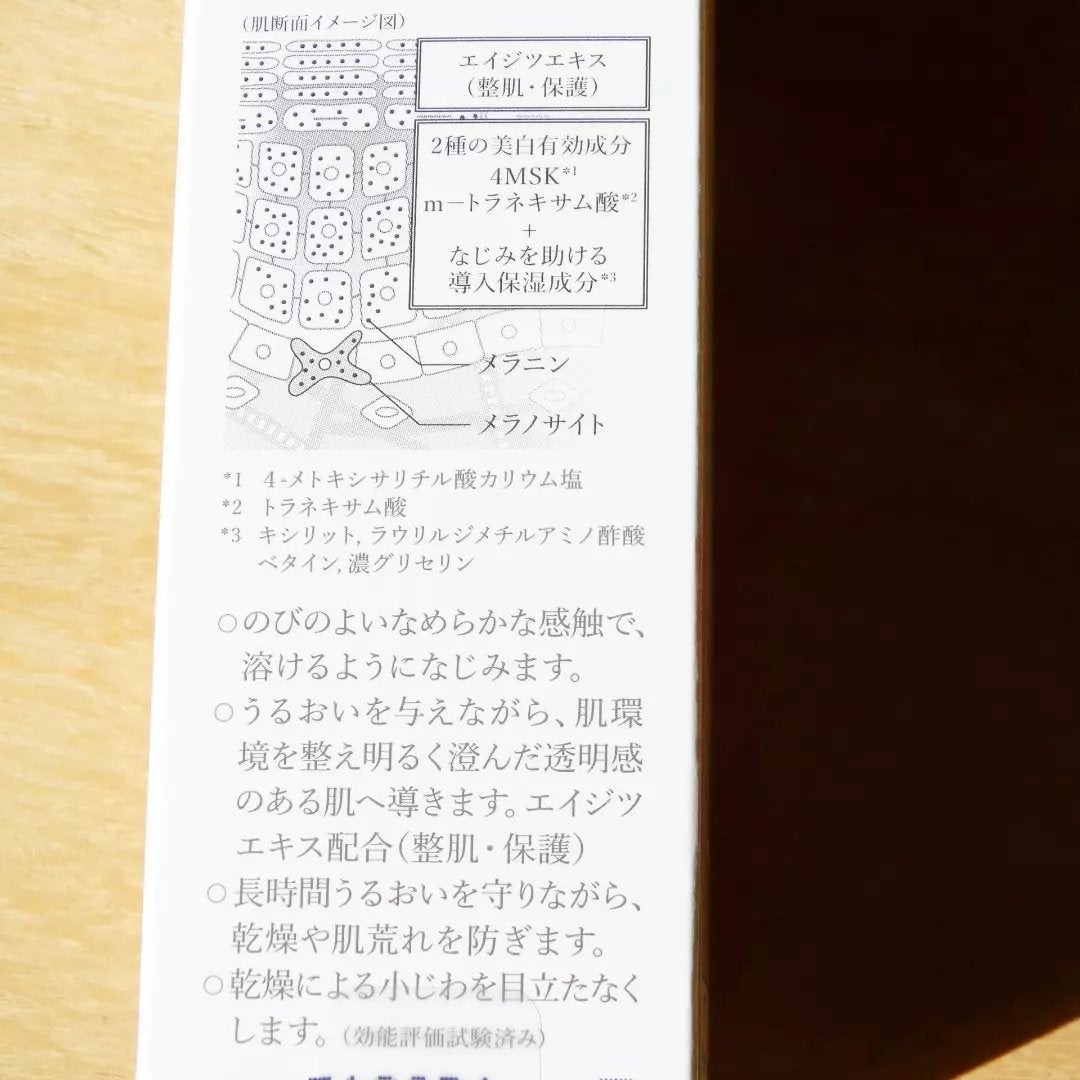 （肌断面イメージ図）
エイジツエキス
（整肌・保護）
2種の美白有効成分
4MSK*1
m－トラネキサム酸*2
+
なじみを助ける
導入保湿成分*3
メラニン
メラノサイト
*1 4-メトキシサリチル酸カリウム塩
*2 トラネキサム酸
*3 キシリット, ラウリルジメチルアミノ酢酸
ベタイン, 濃グリセリン
○のびのよいなめらかな感触で、
溶けるようになじみます。
○うるおいを与えながら、肌環
境を整え明るく澄んだ透明感
のある肌へ導きます。エイジツ
エキス配合（整肌・保護）
○長時間うるおいを守りながら、
乾燥や肌荒れを防ぎます。
○乾燥による小じわを目立たなく
します。（効能評価試験済み）